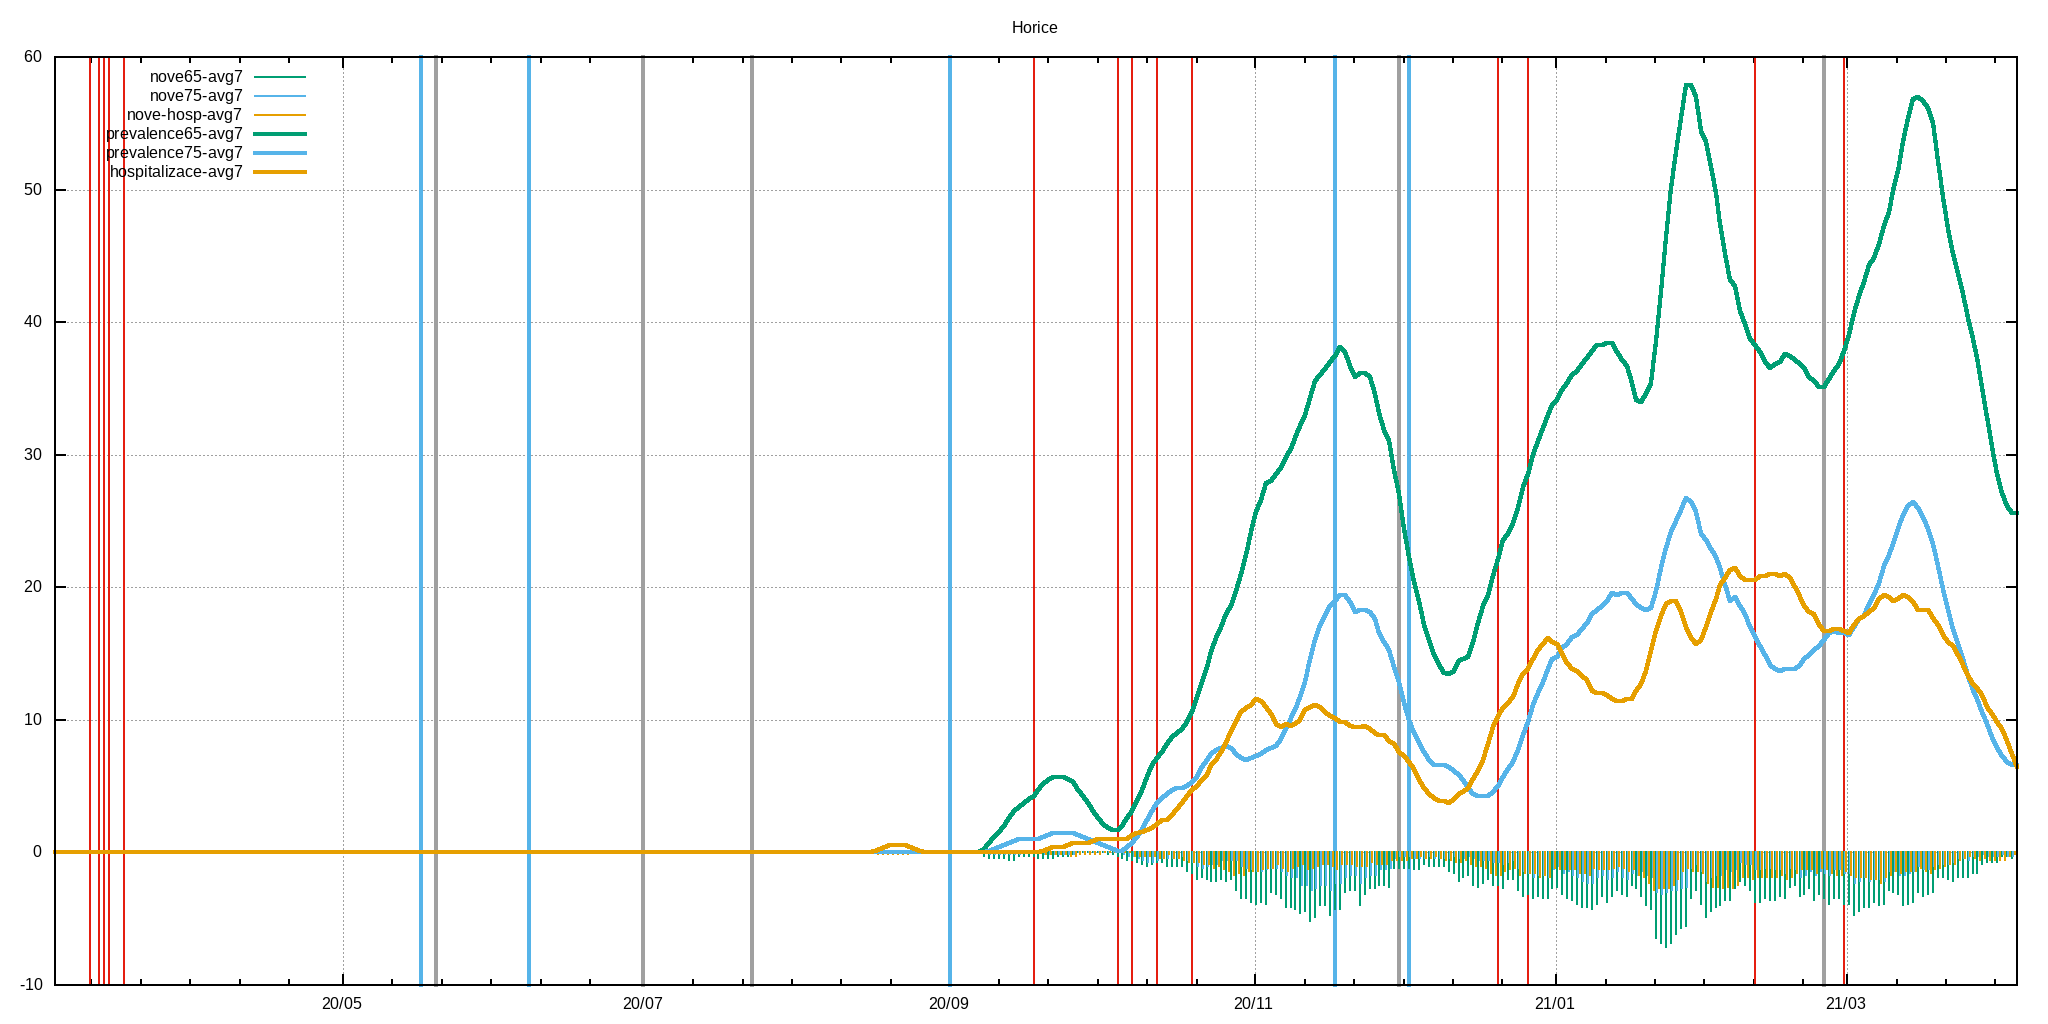 Horice
60
nove65-avg7
nove75-avg7
nove-hosp-avg7
prevalence65-avg7
prevalence75-avg7
hospitalizace-avg7
50
40
30
20
10
0
-10
20/05 20/07 20/09 20/11 21/01 21/03